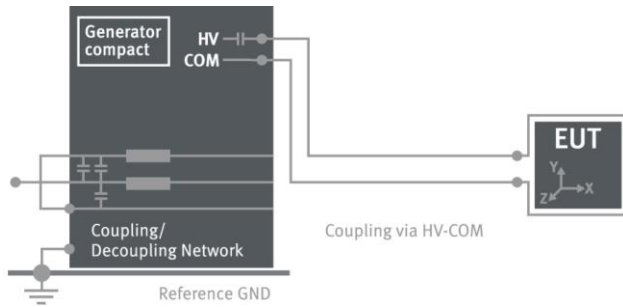 Generator
compact
HV
COM
EUT
Y
Z
X
Coupling/
Decoupling Network
Coupling via HV-COM
Reference GND